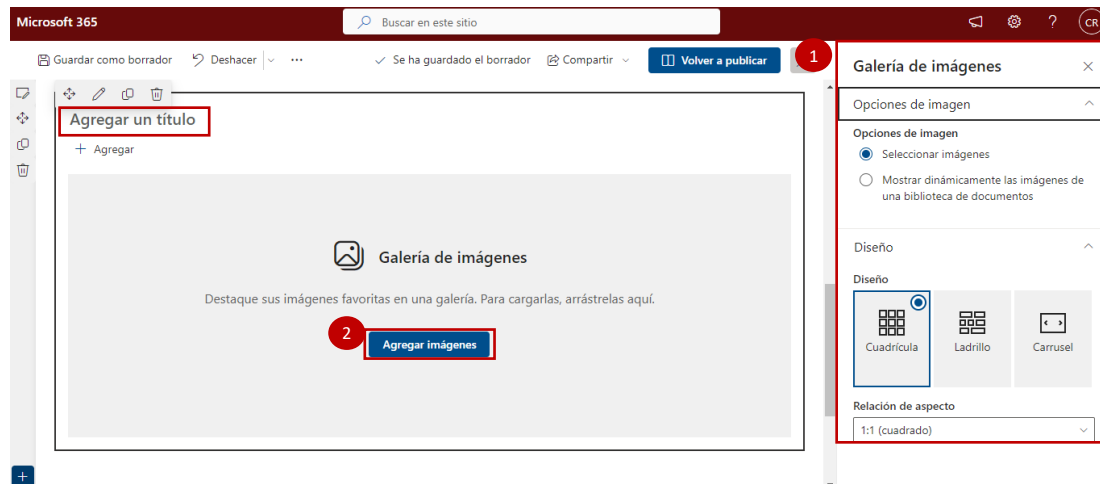 Microsoft 365
Buscar en este sitio
?
CR
Guardar como borrador
Deshacer
Se ha guardado el borrador
Compartir
Volver a publicar
1
Galería de imágenes
Agregar un título
+ Agregar
Galería de imágenes
Destaque sus imágenes favoritas en una galería. Para cargarlas, arrástrelas aquí.
2
Agregar imágenes
Opciones de imagen
Opciones de imagen
Seleccionar imágenes
Mostrar dinámicamente las imágenes de
una biblioteca de documentos
Diseño
Diseño
Cuadrícula
Ladrillo
Carrusel
Relación de aspecto
1:1 (cuadrado)